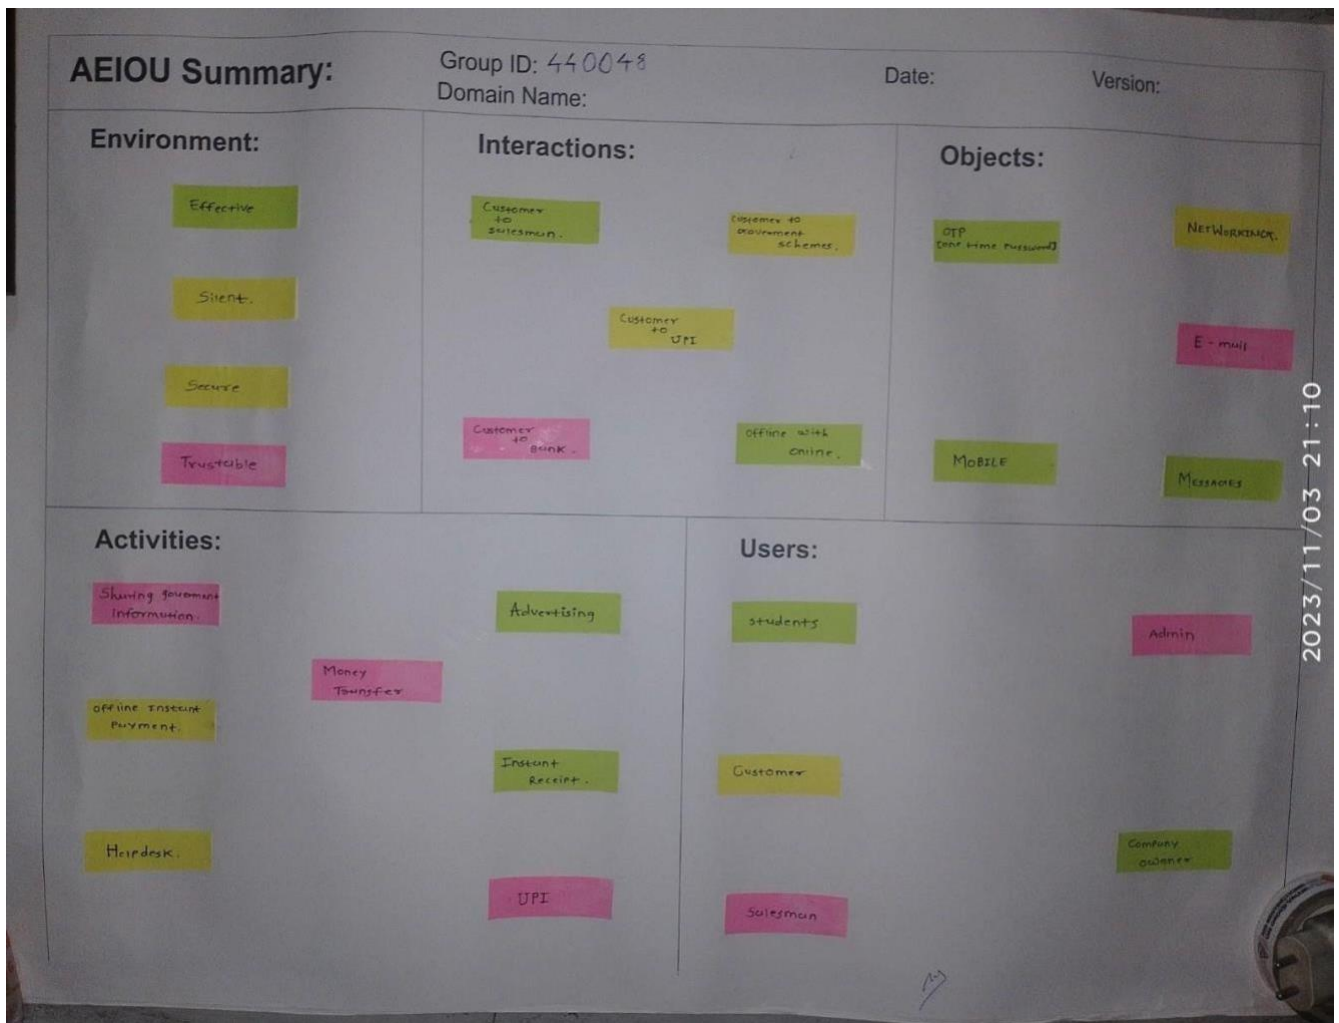 AEIOU Summary:
Group ID: 440048
Domain Name:
Date:
Version:
Environment:
Effective
Silent.
Secure
Trustable
Interactions:
Customer
to
salesman.
Customer to
Government
schemes.
Customer
to
UPI
Customer
to
Bank.
Offline with
online.
Objects:
OTP
(one time Password)
NETWORKING.
E-mail
MOBILE
MESSAGES
Activities:
Sharing government
information.
Advertising
Money
Transfer
Offline Instant
Payment.
Instant
Receipt.
Helpdesk.
UPI
Users:
students
Admin
Customer
Company
owner
Salesman
2023/11/03 21:10